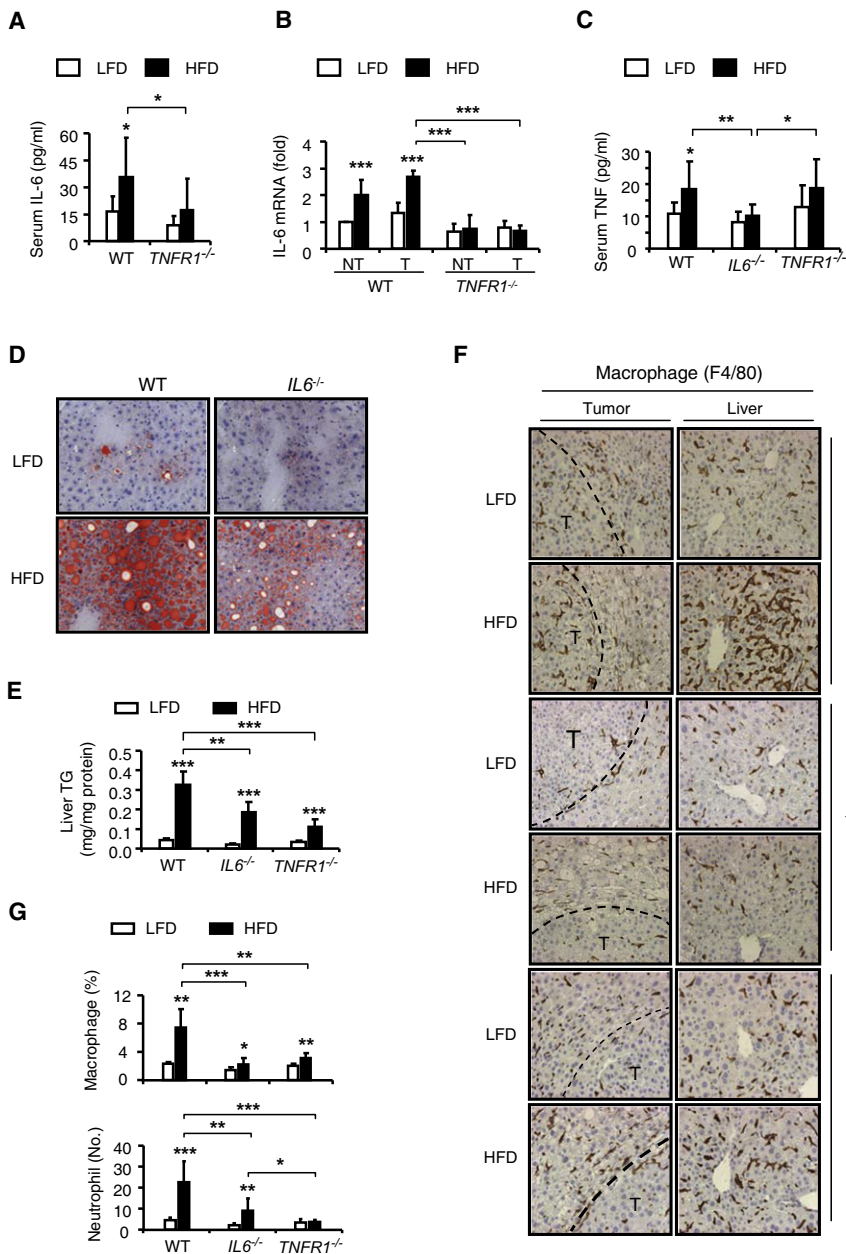 A
LFD HFD
*
*
60
45
30
15
0
Serum IL-6 (pg/ml)
WT TNFR1-/-
B
LFD HFD
***
***
*** ***
4
3
2
1
0
IL-6 mRNA (fold)
NT T NT T
WT TNFR1-/-
C
LFD HFD
** *
*
30
20
15
10
5
0
Serum TNF (pg/ml)
WT IL6-/- TNFR1-/-
D
WT IL6-/-
LFD
HFD
E
LFD HFD
***
**
*** *** ***
0.5
0.4
0.3
0.2
0.1
0.0
Liver TG
(mg/mg protein)
WT IL6-/- TNFR1-/-
F
Macrophage (F4/80)
Tumor Liver
LFD
T
HFD
T
LFD
T
HFD
T
LFD
T
HFD
T
G
LFD HFD
**
***
** * **
12
8
4
0
Macrophage (%)
***
**
*
*** **
60
40
20
0
Neutrophil (No.)
WT IL6-/- TNFR1-/-